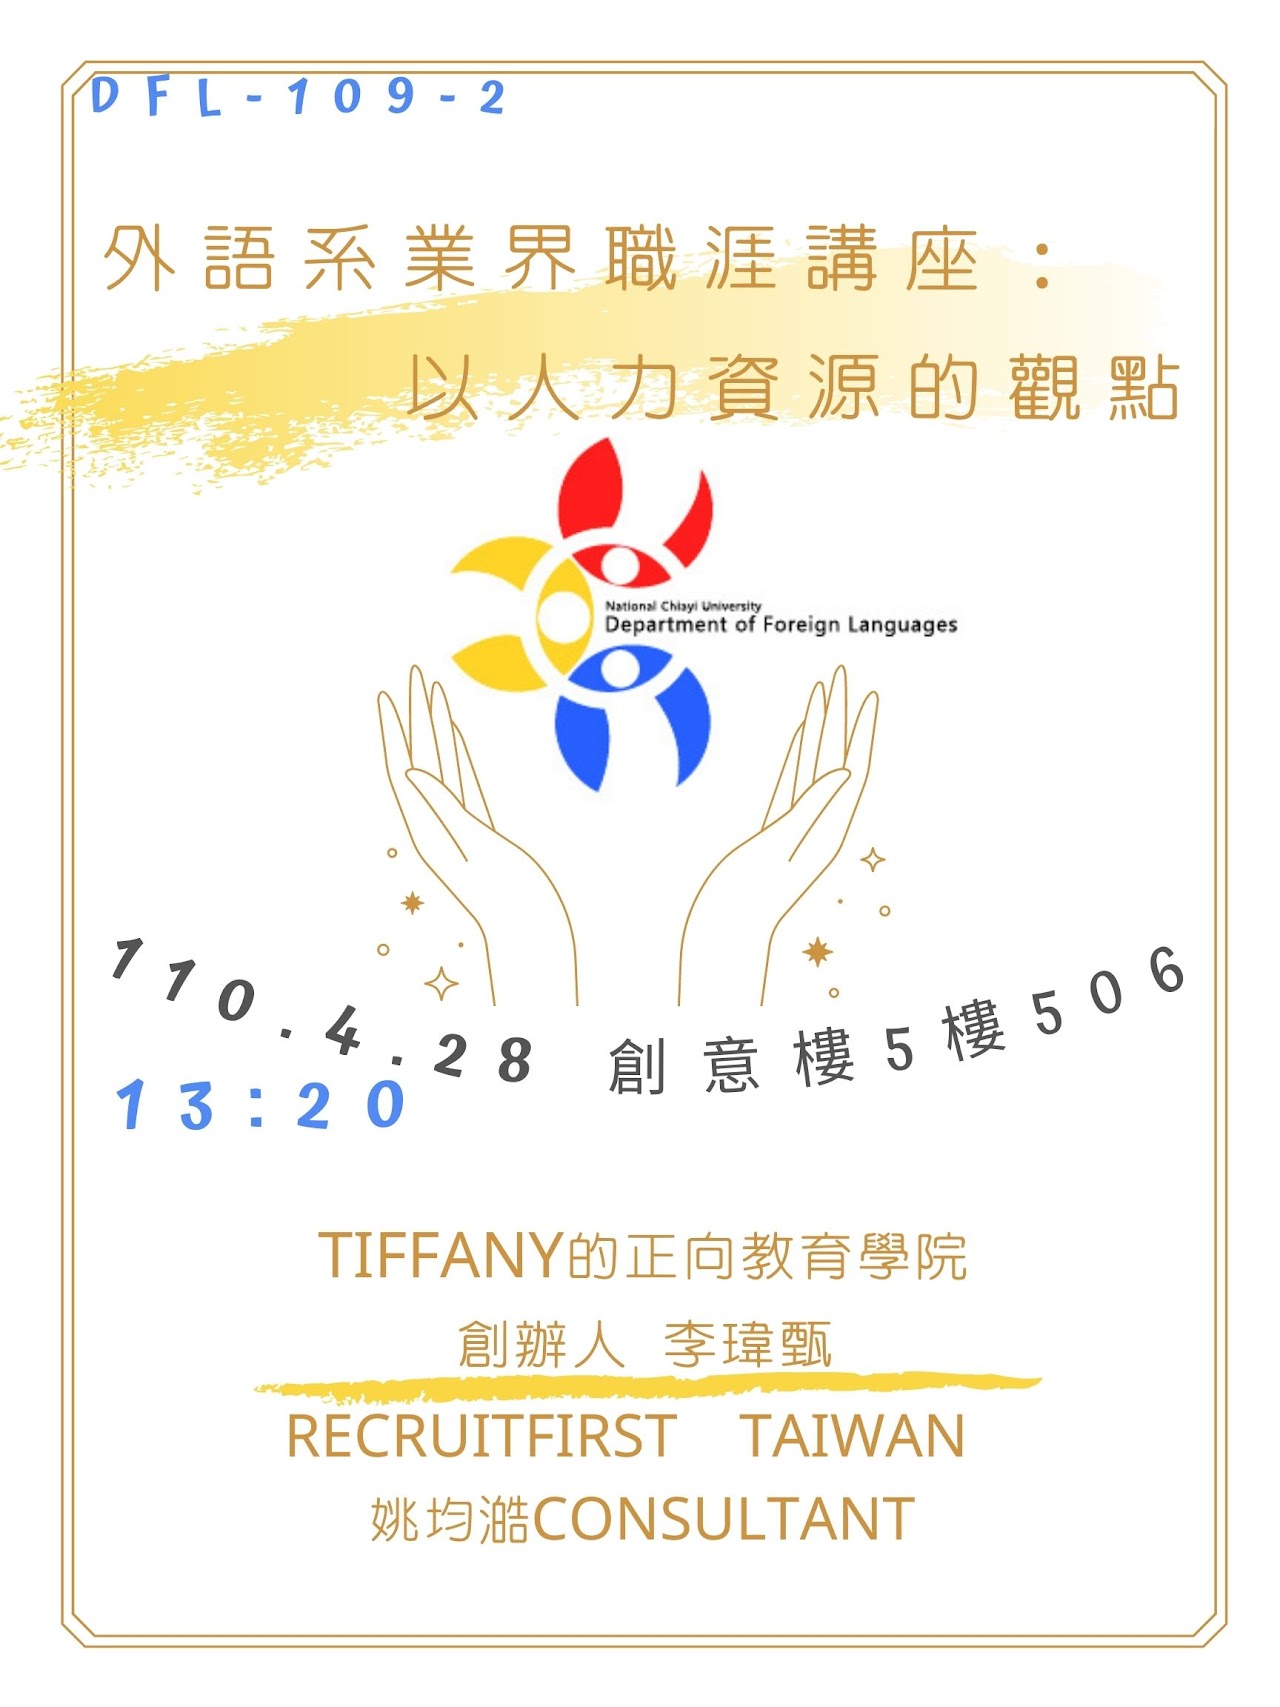 DFL-109-2
外語系業界職涯講座：
以人力資源的觀點
National Chiayi University
Department of Foreign Languages
110.4.28 創意樓5樓506
13:20
TIFFANY的正向教育學院
創辦人 李瑋甄
RECRUITFIRST TAIWAN
姚均澔CONSULTANT